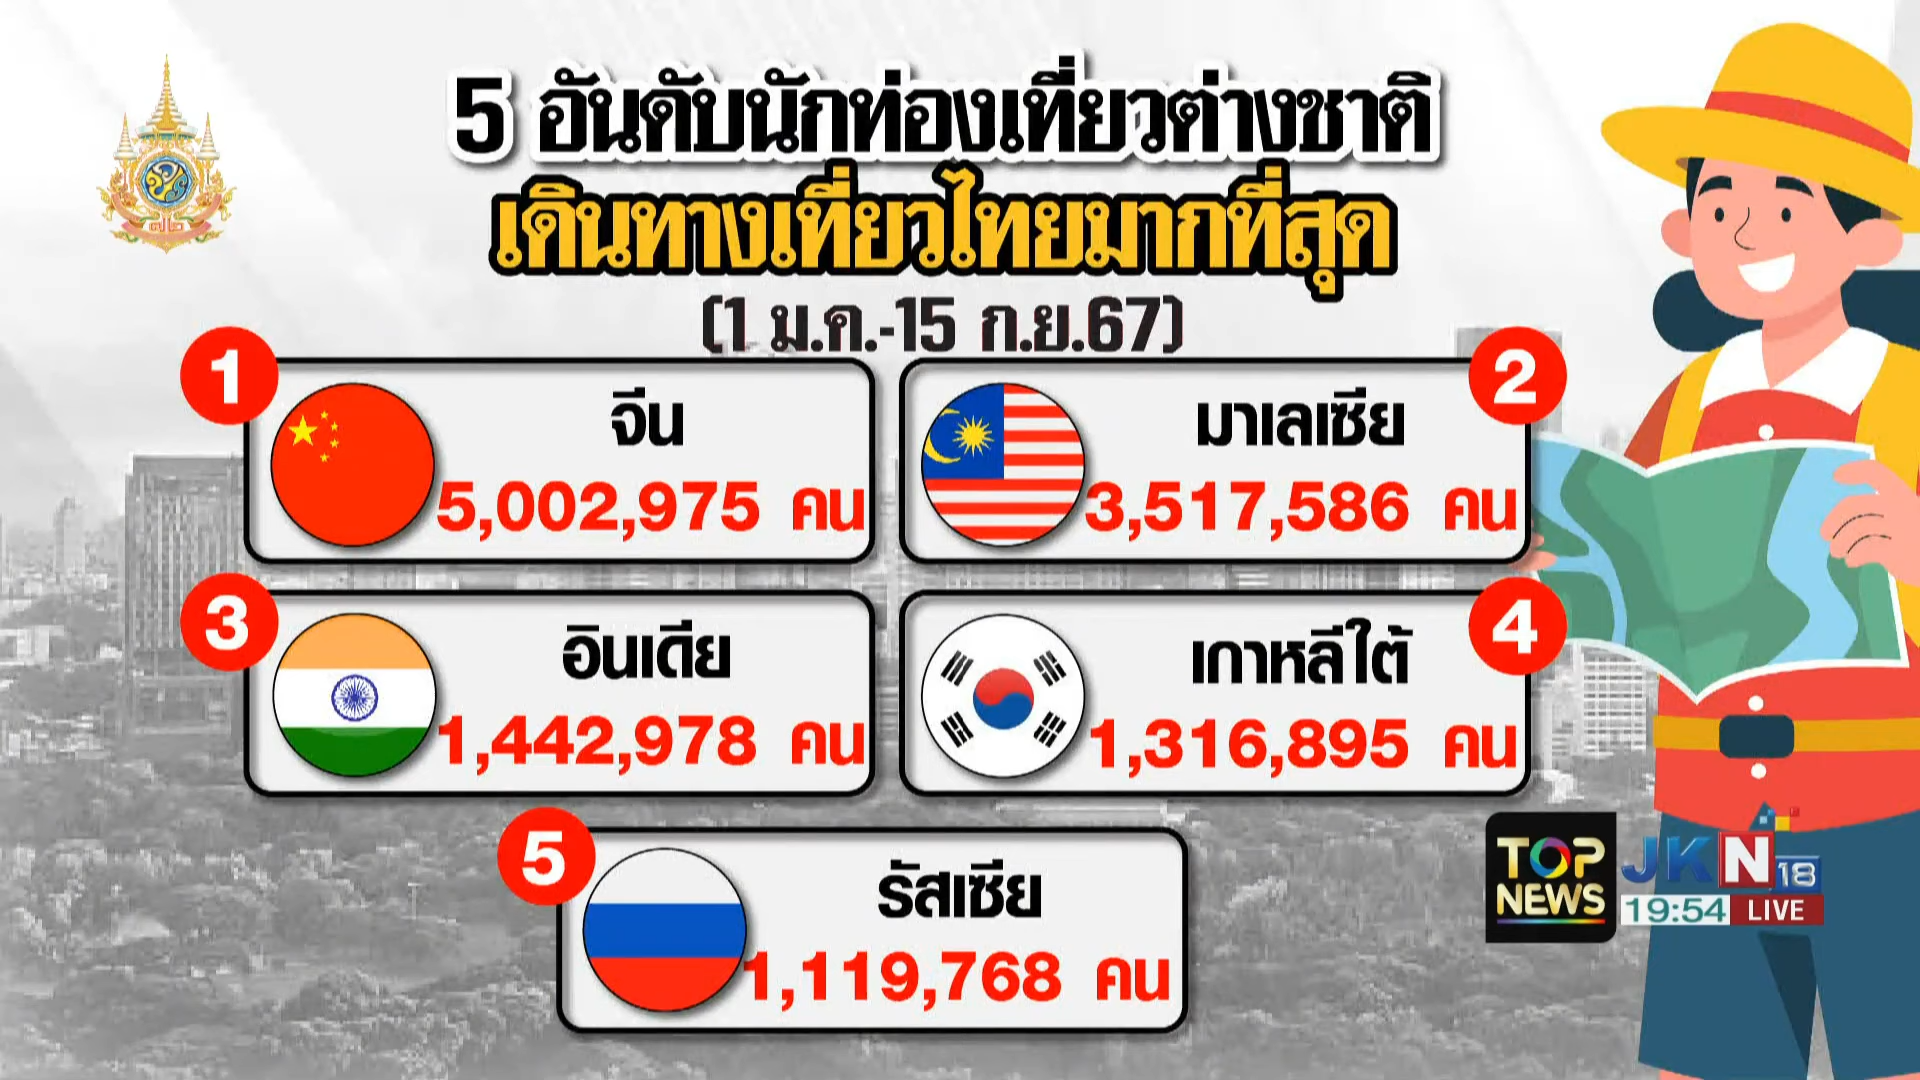 5 อันดับนักท่องเที่ยวต่างชาติ
เดินทางเที่ยวไทยมากที่สุด
(1 ม.ค.-15 ก.ย.67)
1
จีน
5,002,975 คน
2
มาเลเซีย
3,517,586 คน
3
อินเดีย
1,442,978 คน
4
เกาหลีใต้
1,316,895 คน
5
รัสเซีย
1,119,768 คน
TOP
NEWS
JKN18
19:54 LIVE